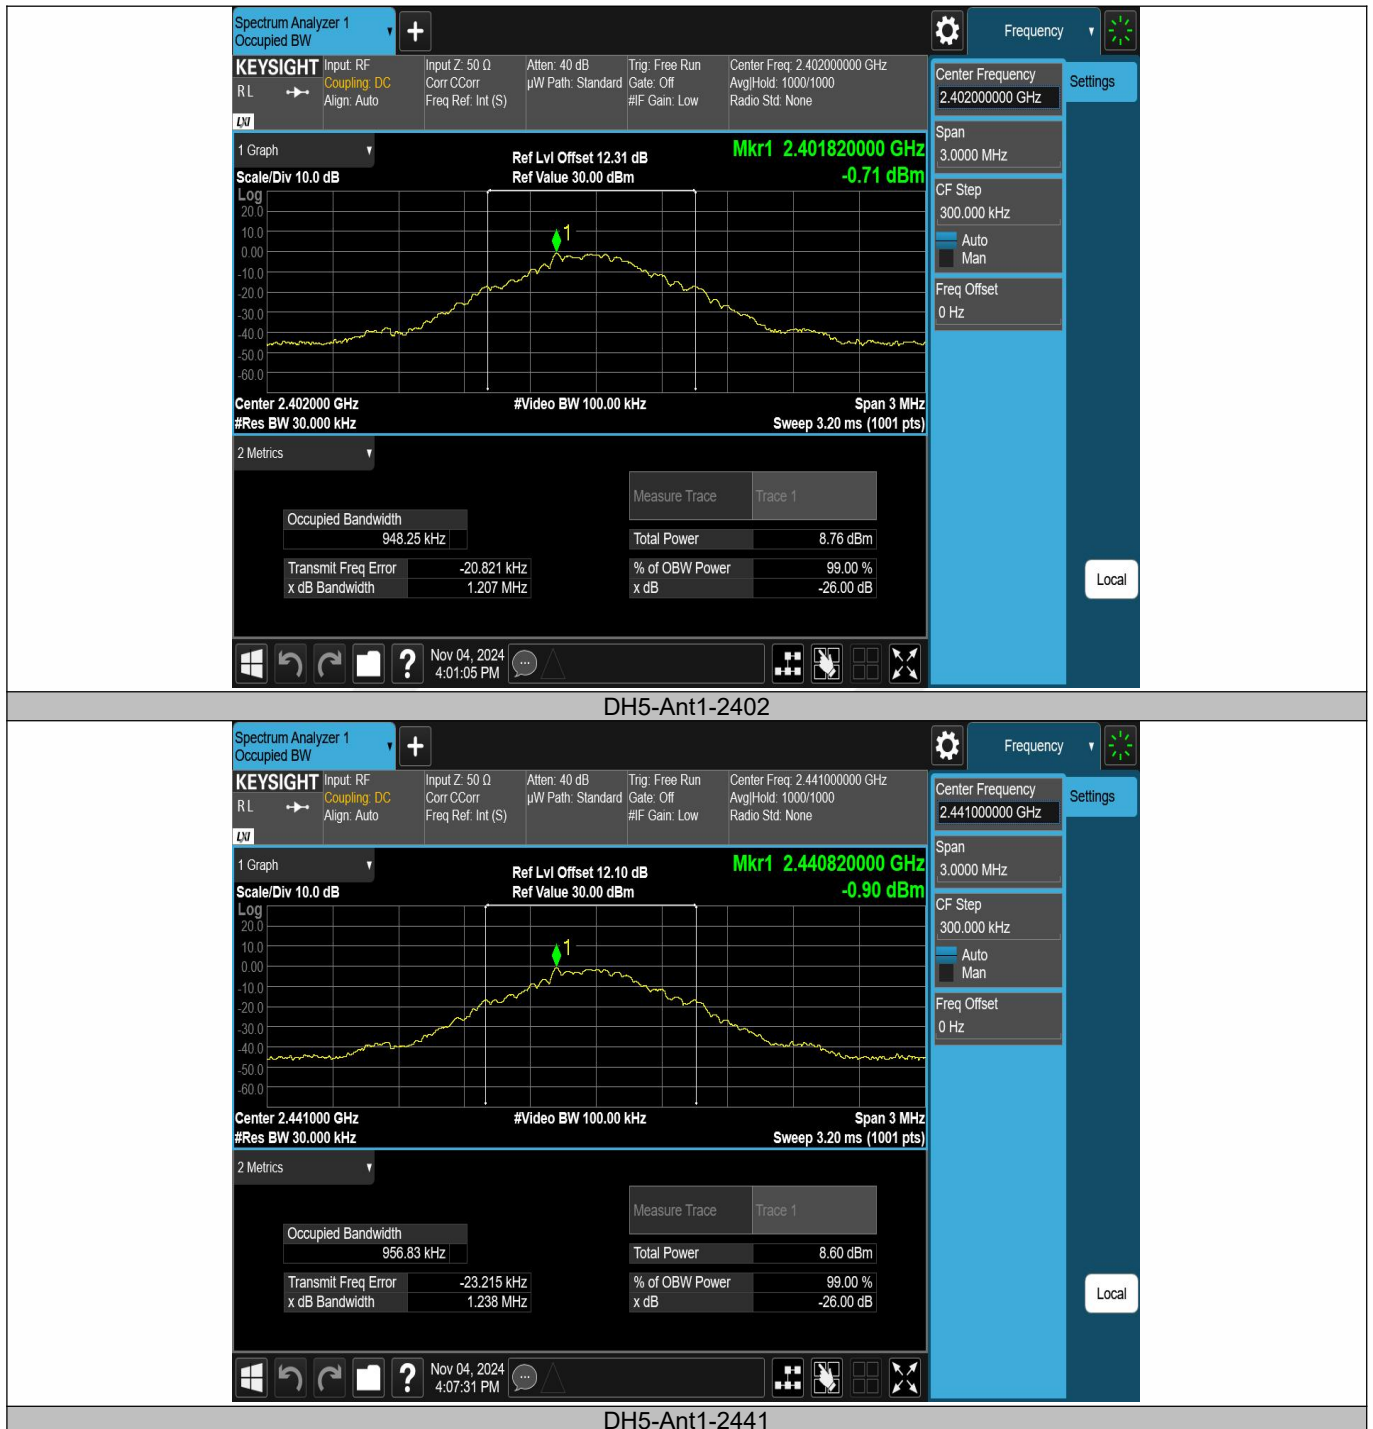 Spectrum Analyzer 1
Occupied BW
Frequency
KEYSIGHT
RL
LXI
Input: RF
Coupling: DC
Align: Auto
Input Z: 50 Ω
Corr CCorr
Freq Ref: Int (S)
Atten: 40 dB
µW Path: Standard
Trig: Free Run
Gate: Off
#IF Gain: Low
Center Freq: 2.402000000 GHz
Avg|Hold: 1000/1000
Radio Std: None
Center Frequency
2.402000000 GHz
Settings
Span
3.0000 MHz
CF Step
300.000 kHz
Auto
Man
Freq Offset
0 Hz
Local
1 Graph
Scale/Div 10.0 dB
Ref Lvl Offset 12.31 dB
Ref Value 30.00 dBm
Mkr1 2.401820000 GHz
-0.71 dBm
Log
20.0
10.0
0.00
-10.0
-20.0
-30.0
-40.0
-50.0
-60.0
1
Center 2.402000 GHz
#Video BW 100.00 kHz
Span 3 MHz
#Res BW 30.000 kHz
Sweep 3.20 ms (1001 pts)
2 Metrics
Measure Trace Trace 1
Occupied Bandwidth
948.25 kHz
Total Power 8.76 dBm
Transmit Freq Error -20.821 kHz
% of OBW Power 99.00 %
x dB Bandwidth 1.207 MHz
x dB -26.00 dB
?
Nov 04, 2024
4:01:05 PM
DH5-Ant1-2402
Spectrum Analyzer 1
Occupied BW
Frequency
KEYSIGHT
RL
LXI
Input: RF
Coupling: DC
Align: Auto
Input Z: 50 Ω
Corr CCorr
Freq Ref: Int (S)
Atten: 40 dB
µW Path: Standard
Trig: Free Run
Gate: Off
#IF Gain: Low
Center Freq: 2.441000000 GHz
Avg|Hold: 1000/1000
Radio Std: None
Center Frequency
2.441000000 GHz
Settings
Span
3.0000 MHz
CF Step
300.000 kHz
Auto
Man
Freq Offset
0 Hz
Local
1 Graph
Scale/Div 10.0 dB
Ref Lvl Offset 12.10 dB
Ref Value 30.00 dBm
Mkr1 2.440820000 GHz
-0.90 dBm
Log
20.0
10.0
0.00
-10.0
-20.0
-30.0
-40.0
-50.0
-60.0
1
Center 2.441000 GHz
#Video BW 100.00 kHz
Span 3 MHz
#Res BW 30.000 kHz
Sweep 3.20 ms (1001 pts)
2 Metrics
Measure Trace Trace 1
Occupied Bandwidth
956.83 kHz
Total Power 8.60 dBm
Transmit Freq Error -23.215 kHz
% of OBW Power 99.00 %
x dB Bandwidth 1.238 MHz
x dB -26.00 dB
?
Nov 04, 2024
4:07:31 PM
DH5-Ant1-2441